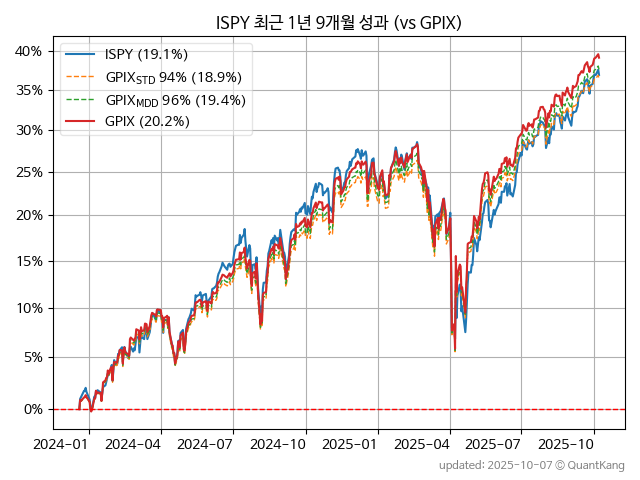 ISPY 최근 1년 9개월 성과 (vs GPIX)
ISPY (19.1%)
GPIXSTD 94% (18.9%)
GPIXMDD 96% (19.4%)
GPIX (20.2%)
40%
35%
30%
25%
20%
15%
10%
5%
0%
2024-01 2024-04 2024-07 2024-10 2025-01 2025-04 2025-07 2025-10
updated: 2025-10-07 © QuantKang